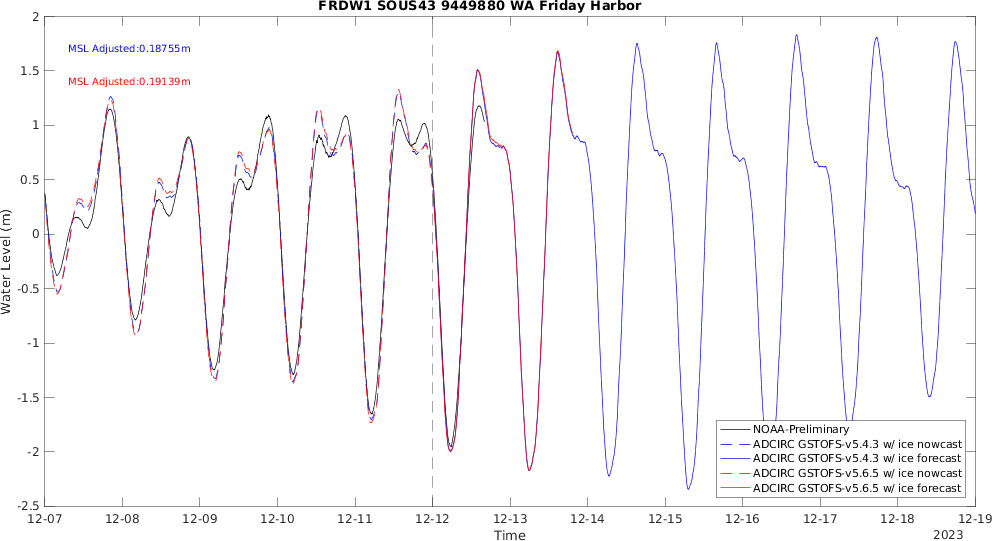 FRDW1 SOUS43 9449880 WA Friday Harbor
MSL Adjusted:0.18755m
MSL Adjusted:0.19139m
Water Level (m)
2
1.5
1
0.5
0
-0.5
-1
-1.5
-2
-2.5
NOAA-Preliminary
ADCIRC GSTOFS-v5.4.3 w/ ice nowcast
ADCIRC GSTOFS-v5.4.3 w/ ice forecast
ADCIRC GSTOFS-v5.6.5 w/ ice nowcast
ADCIRC GSTOFS-v5.6.5 w/ ice forecast
12-07 12-08 12-09 12-10 12-11 12-12 12-13 12-14 12-15 12-16 12-17 12-18 12-19
Time
2023